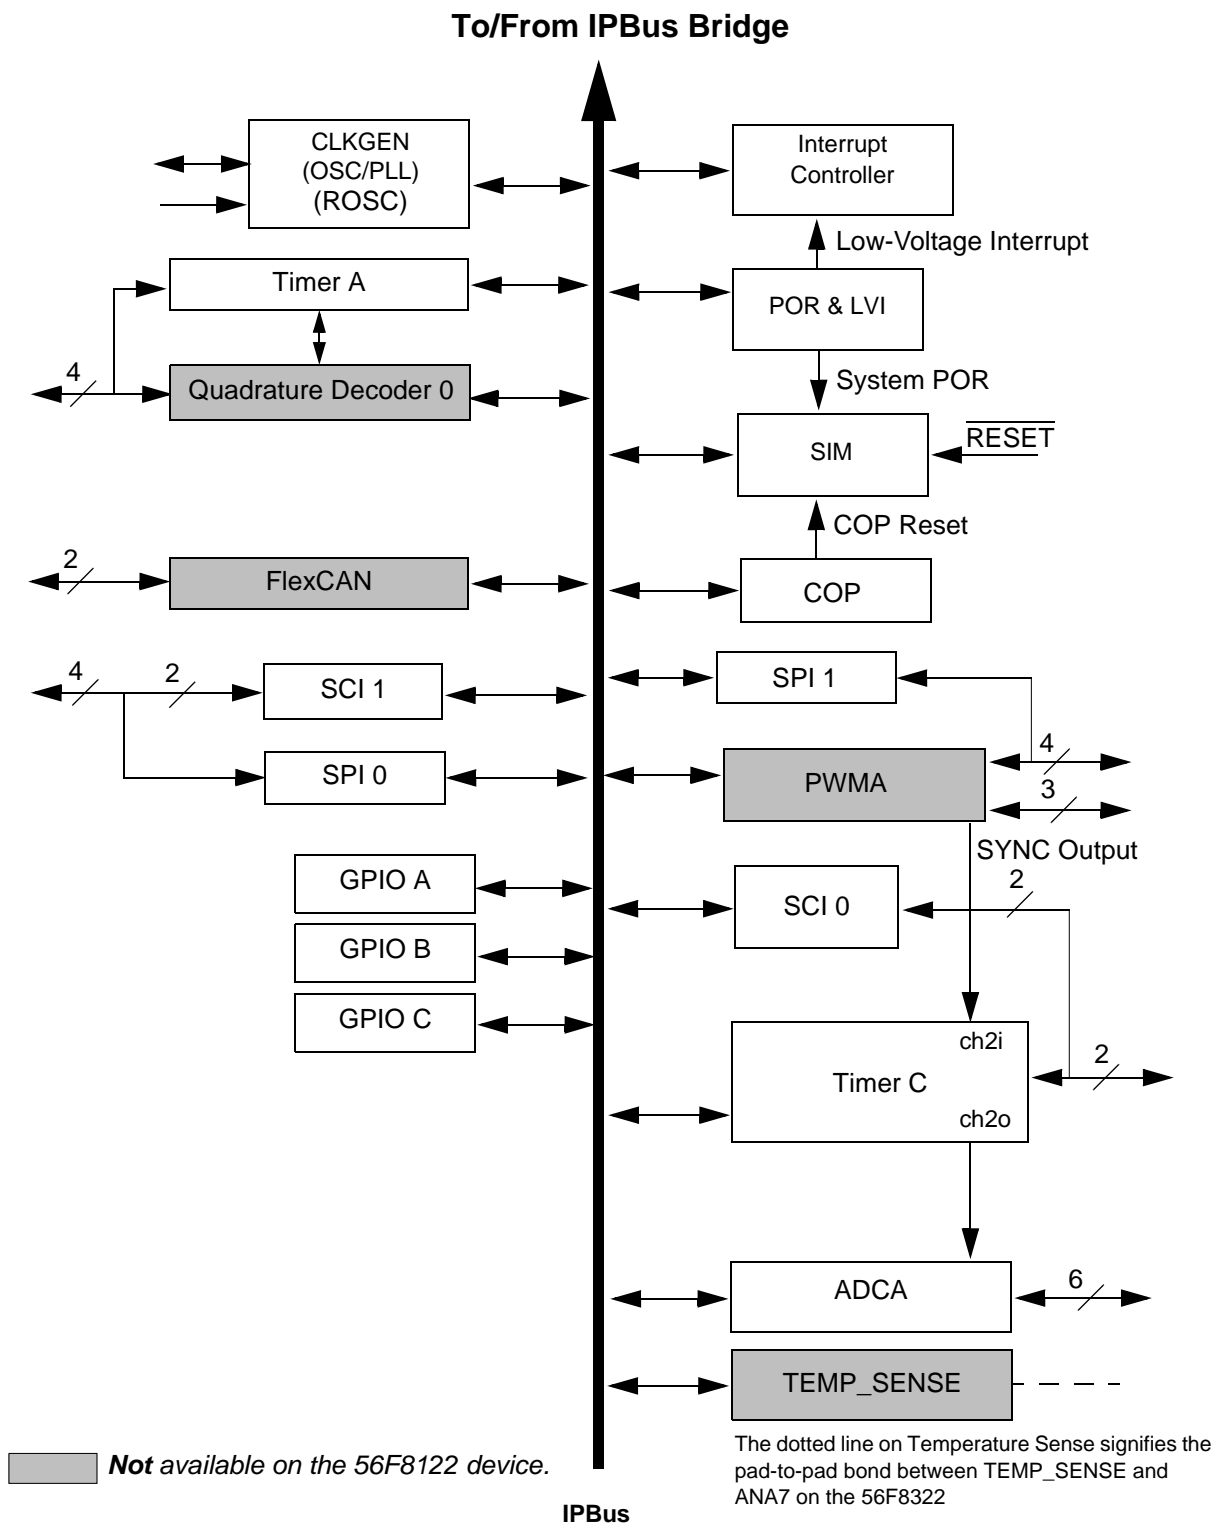 To/From IPBus Bridge
CLKGEN
(OSC/PLL)
(ROSC)
Interrupt
Controller
Low-Voltage Interrupt
Timer A
POR & LVI
4
Quadrature Decoder 0
System POR
SIM
RESET
COP Reset
2
FlexCAN
COP
4
2
SCI 1
SPI 1
SPI 0
4
PWMA
3
SYNC Output
GPIO A
SCI 0
2
GPIO B
GPIO C
ch2i
Timer C
2
ch2o
ADCA
6
TEMP_SENSE
Not available on the 56F8122 device.
The dotted line on Temperature Sense signifies the
pad-to-pad bond between TEMP_SENSE and
ANA7 on the 56F8322
IPBus